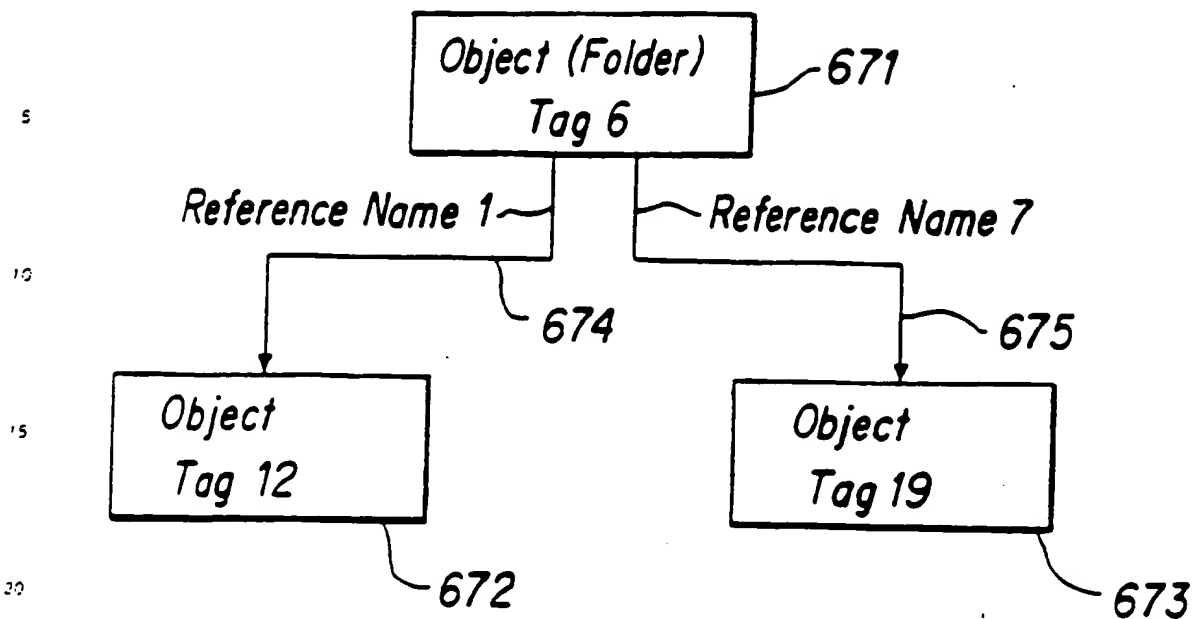 Object (Folder)
Tag 6
671
5
Reference Name 1
Reference Name 7
10
674
675
Object
Tag 12
Object
Tag 19
15
672
673
20